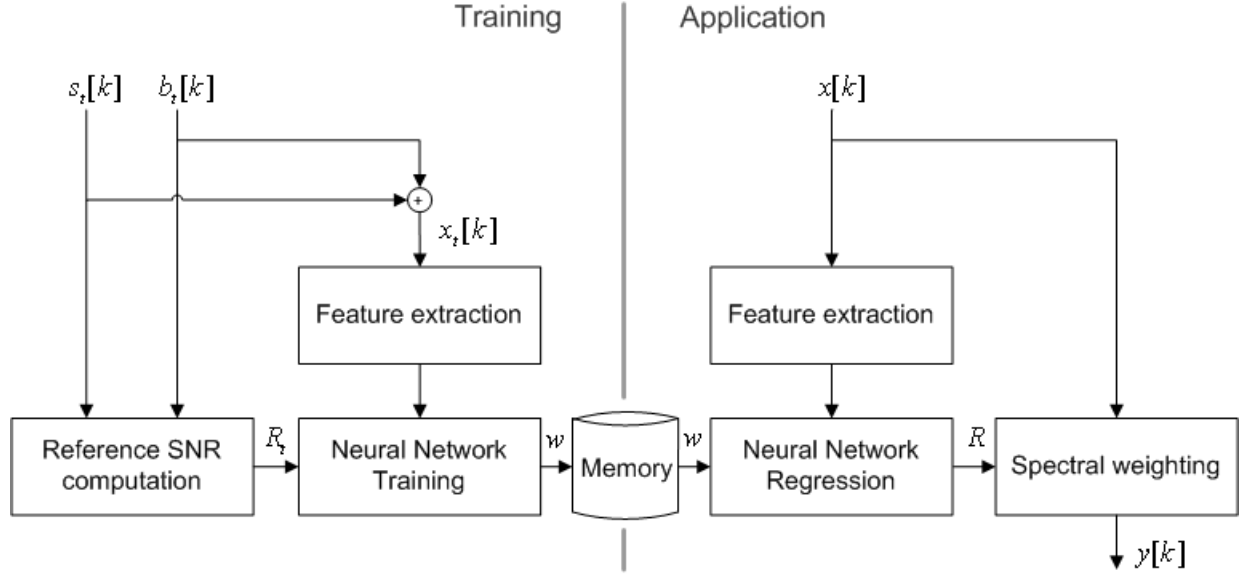 Training Application
s_t[k] b_t[k] x[k]
+
x_t[k]
Feature extraction
Feature extraction
Reference SNR
computation
R_t
Neural Network
Training
w
Memory
w
Neural Network
Regression
R
Spectral weighting
y[k]